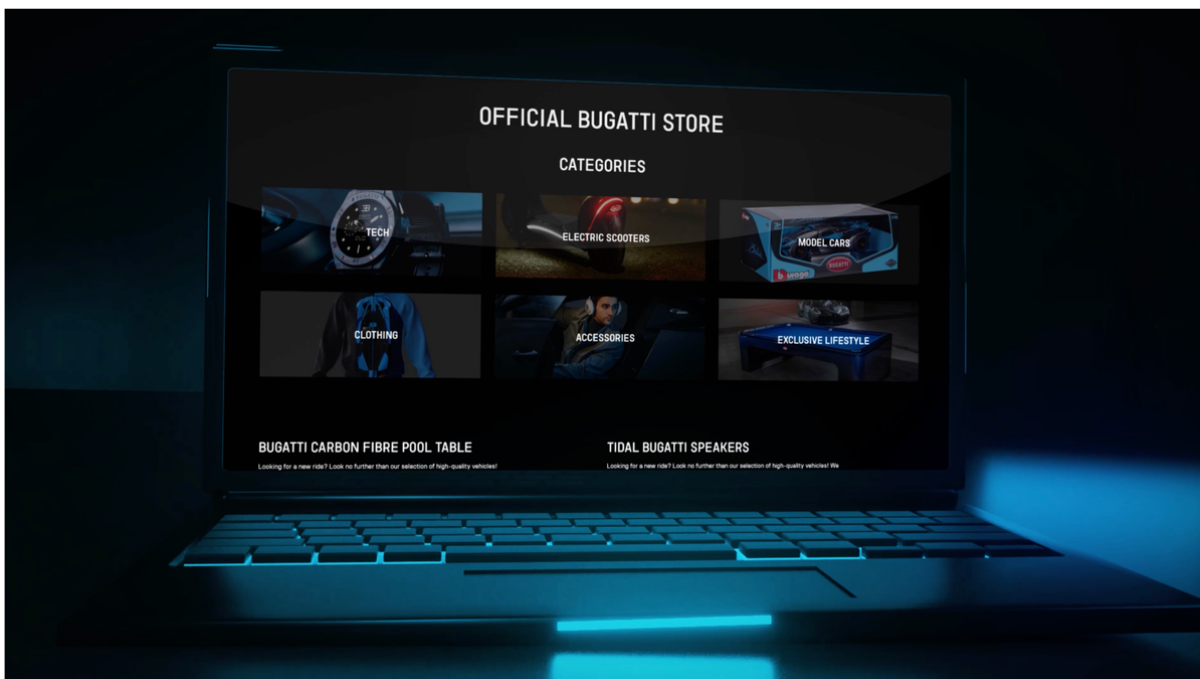 OFFICIAL BUGATTI STORE
CATEGORIES
TECH
ELECTRIC SCOOTERS
MODEL CARS
BUGATTI
CLOTHING
ACCESSORIES
EXCLUSIVE LIFESTYLE
BUGATTI CARBON FIBRE POOL TABLE
Looking for a new ride? Look no further than our selection of high-quality vehicles!
TIDAL BUGATTI SPEAKERS
Looking for a new ride? Look no further than our selection of high-quality vehicles! We